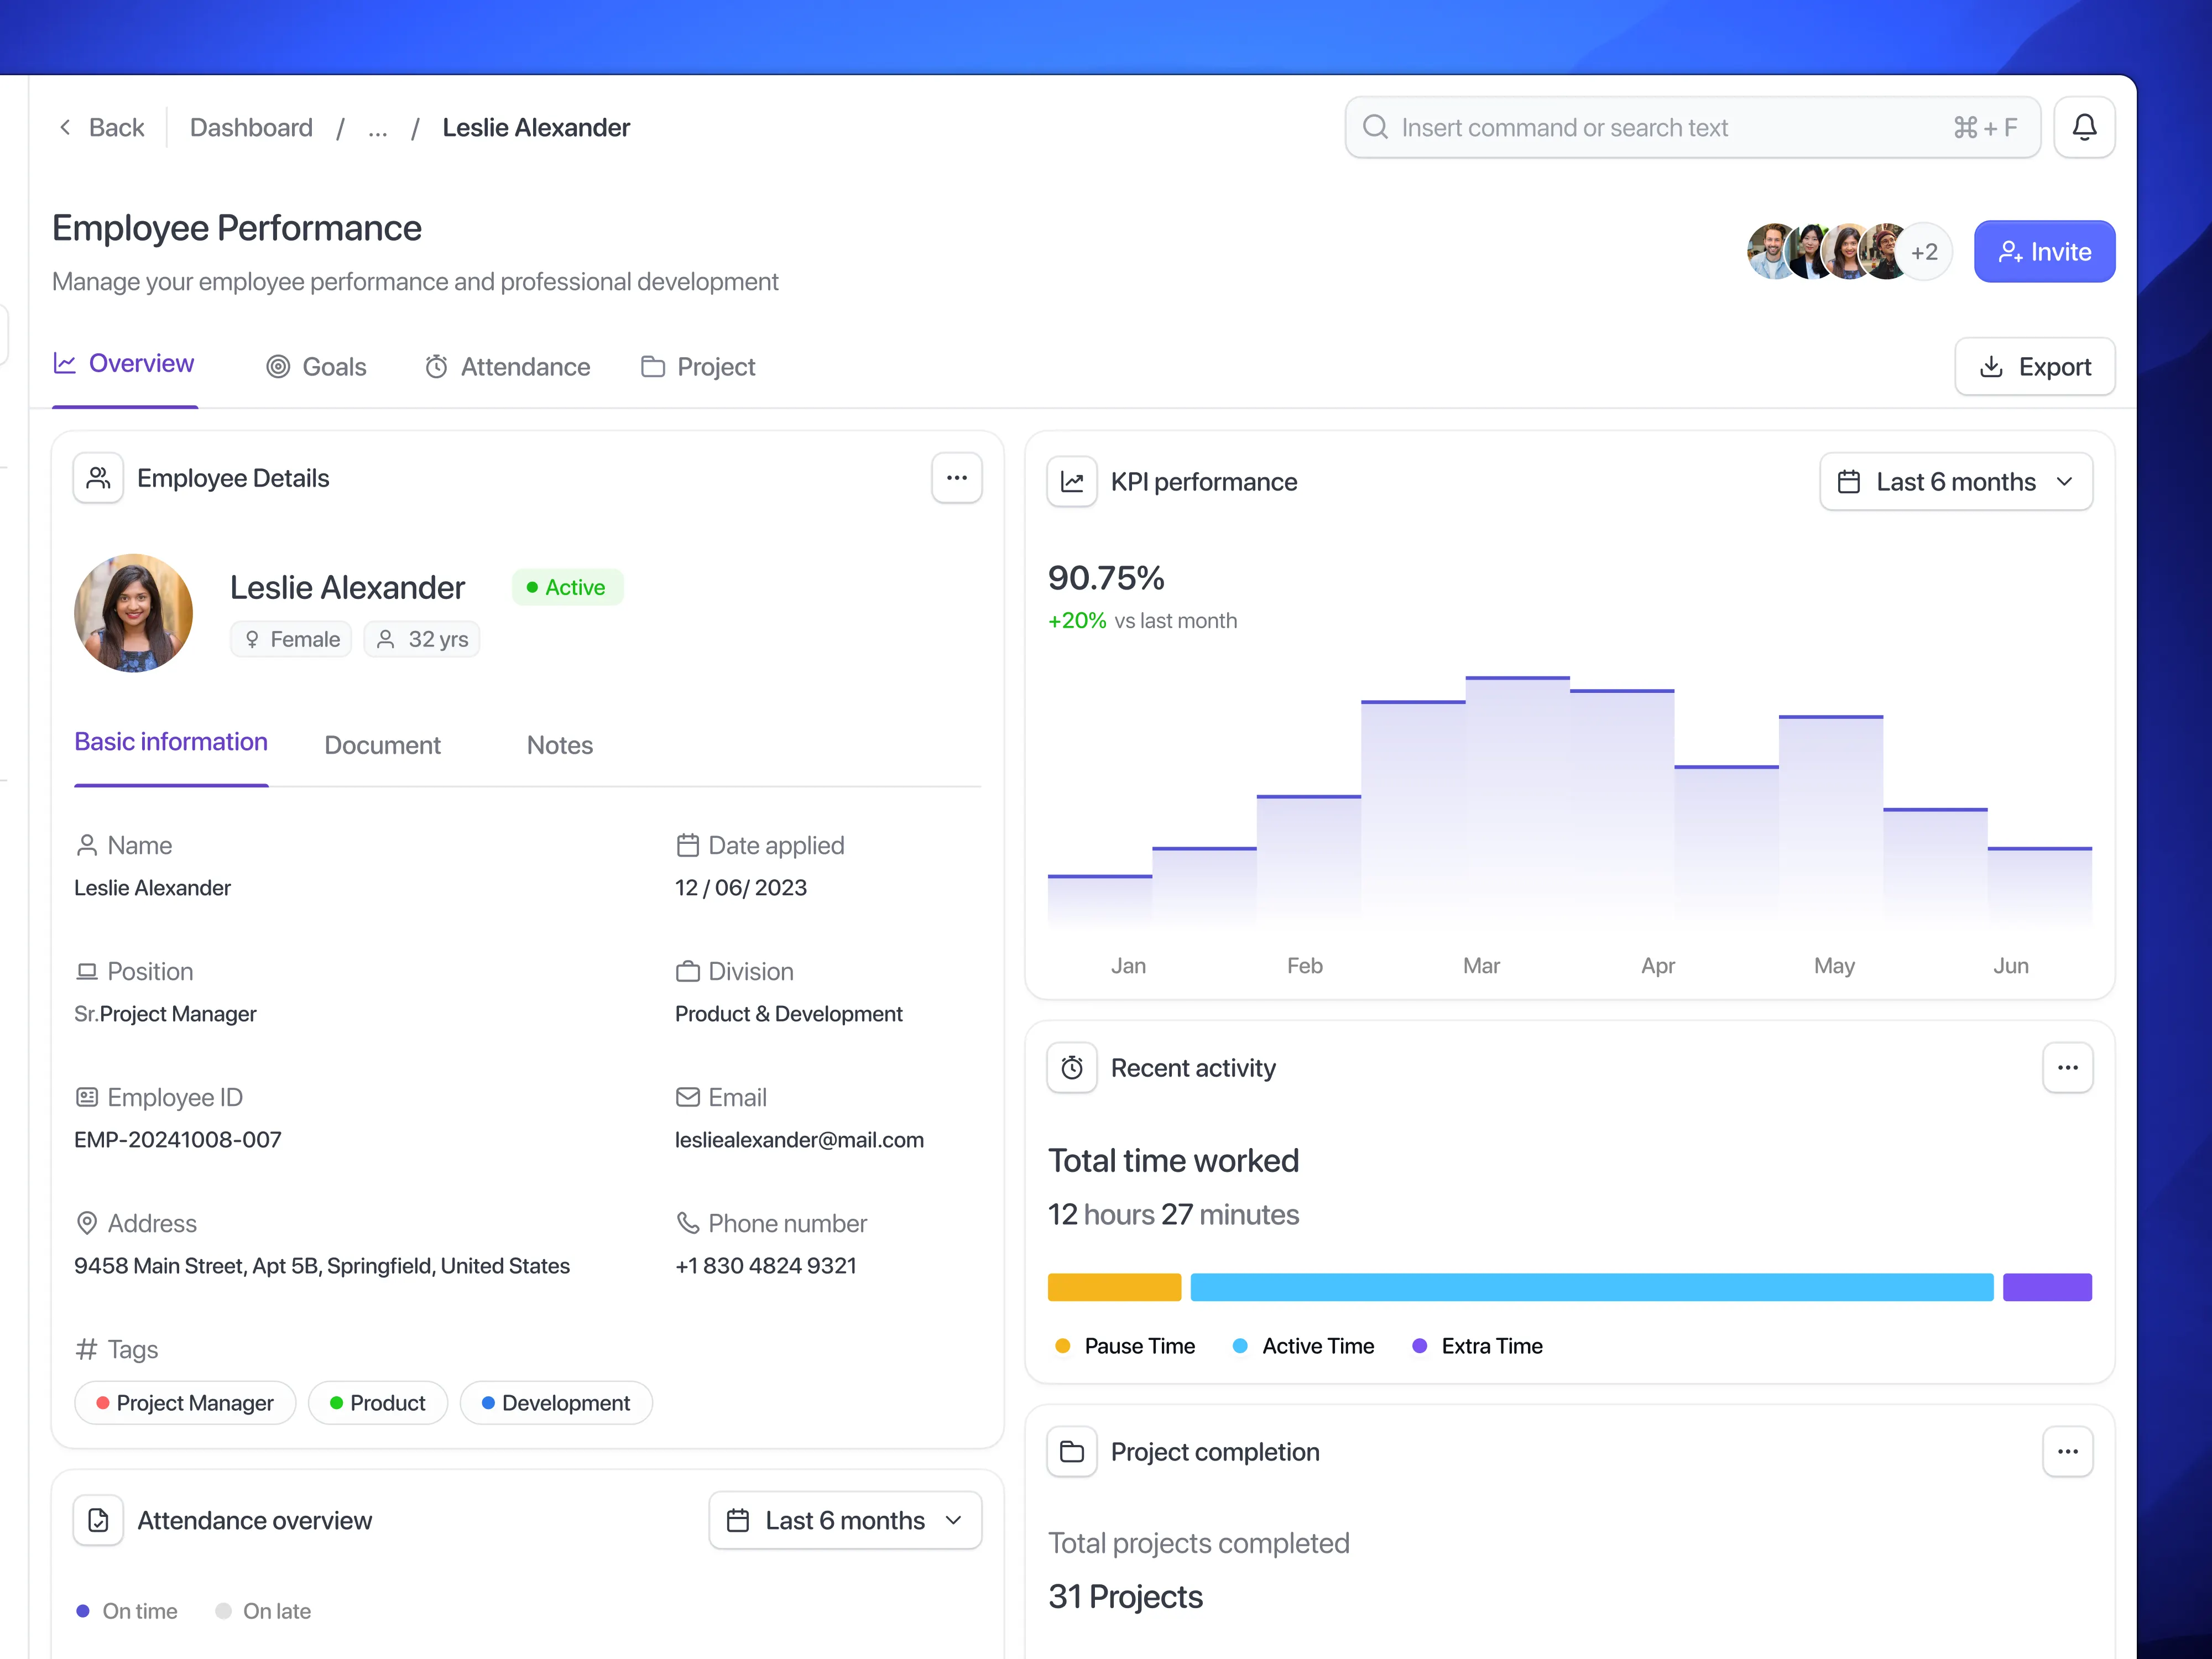 Back
Dashboard / ... / Leslie Alexander
Insert command or search text
⌘ + F
Employee Performance
Manage your employee performance and professional development
+2
Invite
Overview
Goals
Attendance
Project
Export
Employee Details
Leslie Alexander
Active
Female
32 yrs
Basic information
Document
Notes
Name
Leslie Alexander
Date applied
12 / 06/ 2023
Position
Sr.Project Manager
Division
Product & Development
Employee ID
EMP-20241008-007
Email
lesliealexander@mail.com
Address
9458 Main Street, Apt 5B, Springfield, United States
Phone number
+1 830 4824 9321
Tags
Project Manager
Product
Development
Attendance overview
Last 6 months
On time
On late
KPI performance
Last 6 months
90.75%
+20% vs last month
Jan
Feb
Mar
Apr
May
Jun
Recent activity
Total time worked
12 hours 27 minutes
Pause Time
Active Time
Extra Time
Project completion
Total projects completed
31 Projects